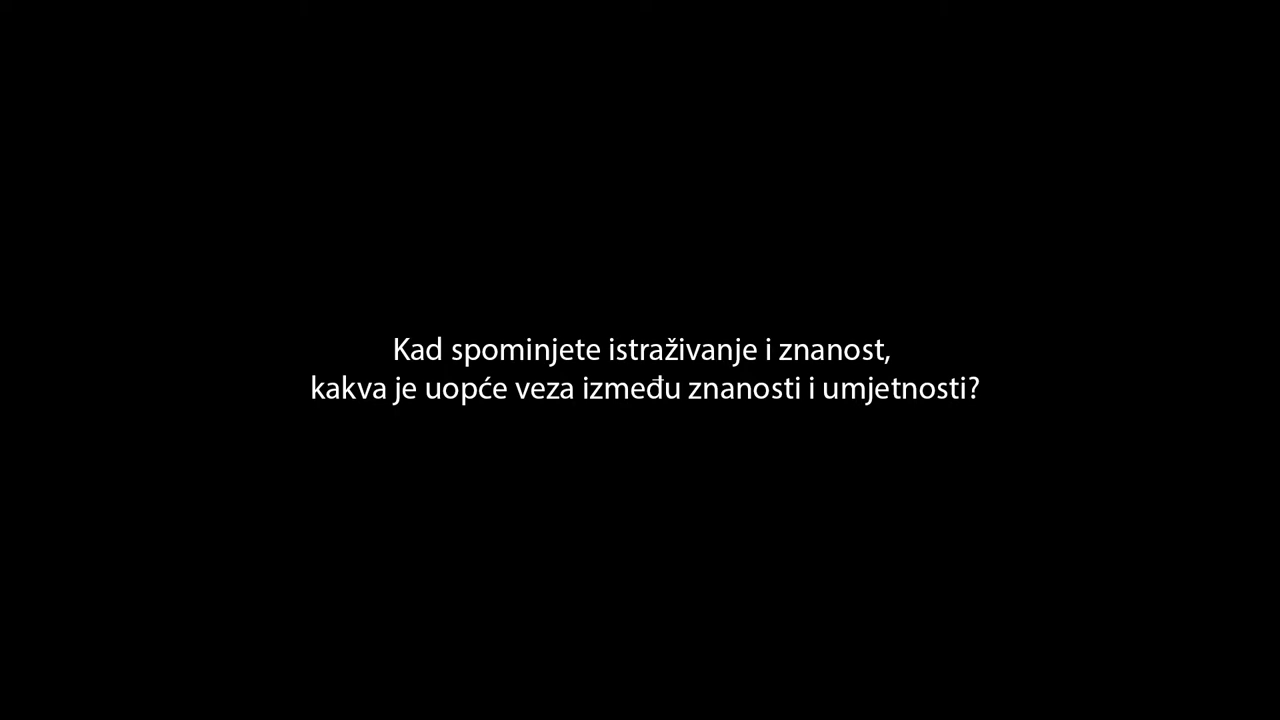 Kad spominjete istraživanje i znanost,
kakva je uopće veza između znanosti i umjetnosti?